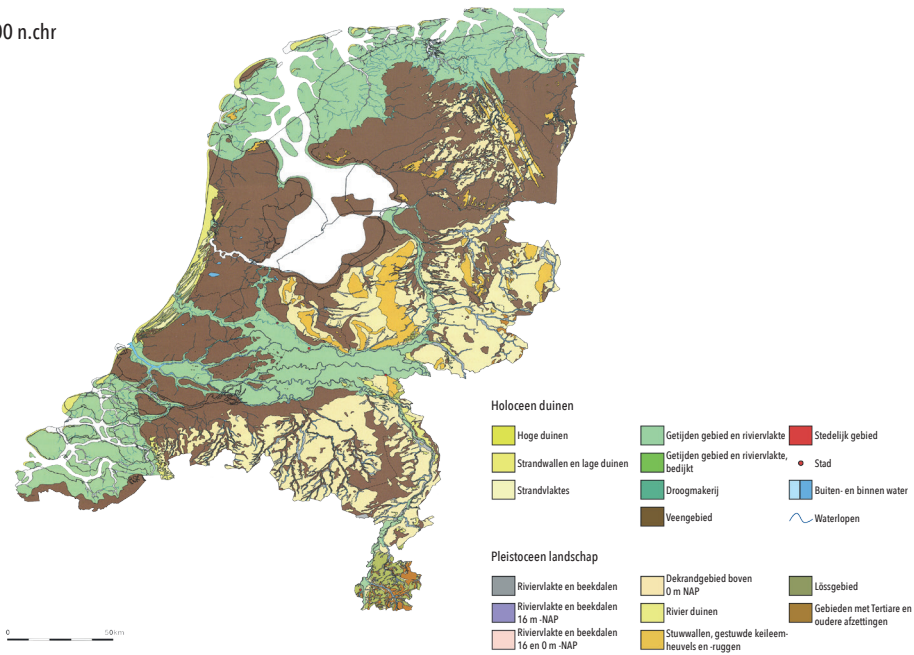 00 n.chr
Holoceen duinen
Hoge duinen
Strandwallen en lage duinen
Strandvlaktes
Getijden gebied en riviervlakte
Getijden gebied en riviervlakte,
bedijkt
Droogmakerij
Veengebied
Stedelijk gebied
Stad
Buiten- en binnen water
Waterlopen
Pleistoceen landschap
Riviervlakte en beekdalen
Riviervlakte en beekdalen
16 m -NAP
Riviervlakte en beekdalen
16 en 0 m -NAP
Dekrandgebied boven
0 m NAP
Rivier duinen
Stuwwallen, gestuwde keileem-
heuvels en -ruggen
Lössgebied
Gebieden met Tertiare en
oudere afzettingen
0 50km